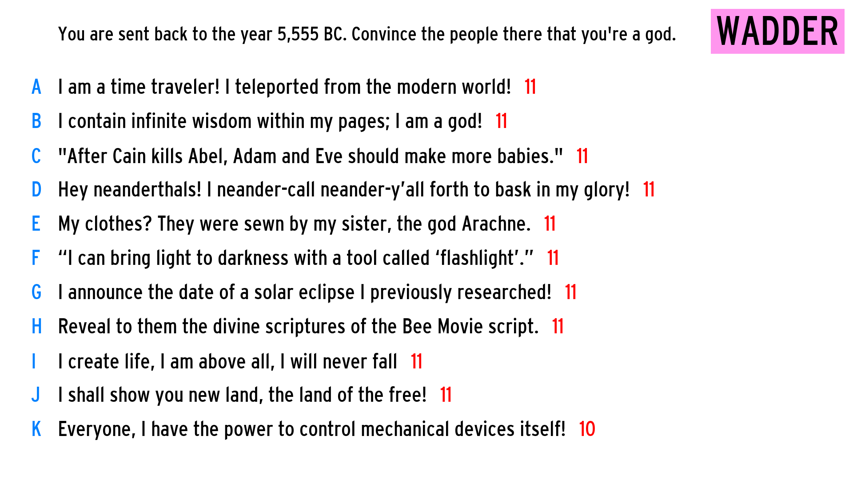 You are sent back to the year 5,555 BC. Convince the people there that you're a god. WADDER
A I am a time traveler! I teleported from the modern world! 11
B I contain infinite wisdom within my pages; I am a god! 11
C "After Cain kills Abel, Adam and Eve should make more babies." 11
D Hey neanderthals! I neander-call neander-y’all forth to bask in my glory! 11
E My clothes? They were sewn by my sister, the god Arachne. 11
F “I can bring light to darkness with a tool called ‘flashlight’.” 11
G I announce the date of a solar eclipse I previously researched! 11
H Reveal to them the divine scriptures of the Bee Movie script. 11
I I create life, I am above all, I will never fall 11
J I shall show you new land, the land of the free! 11
K Everyone, I have the power to control mechanical devices itself! 10